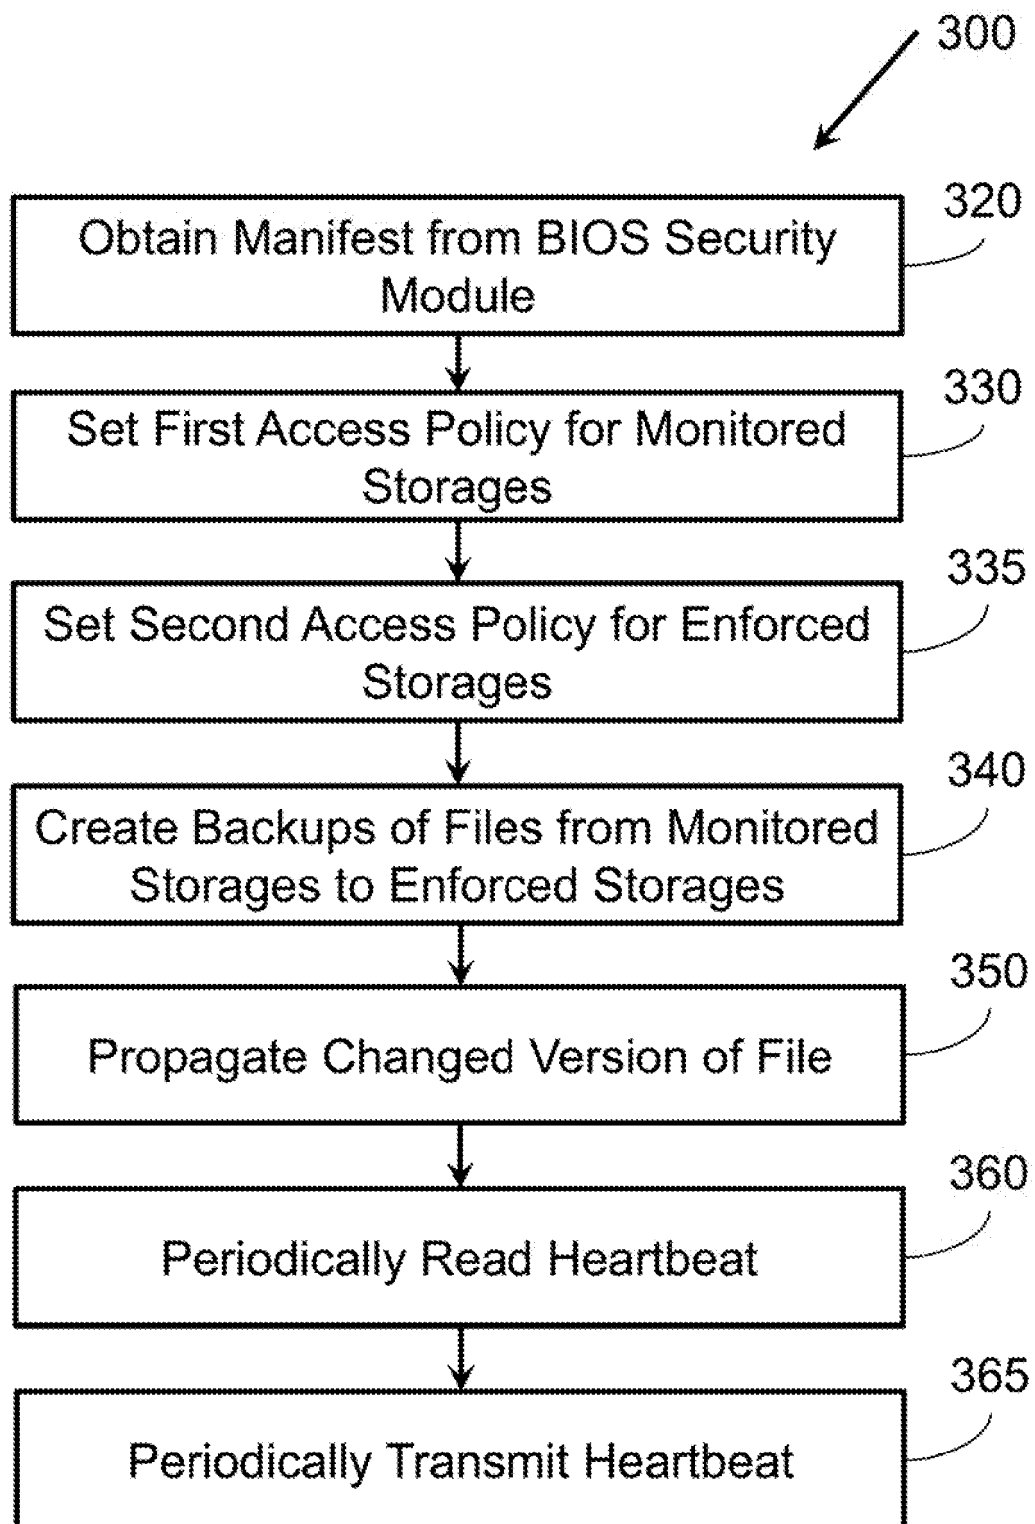 300
320
Obtain Manifest from BIOS Security
Module
330
Set First Access Policy for Monitored
Storages
335
Set Second Access Policy for Enforced
Storages
340
Create Backups of Files from Monitored
Storages to Enforced Storages
350
Propagate Changed Version of File
360
Periodically Read Heartbeat
365
Periodically Transmit Heartbeat